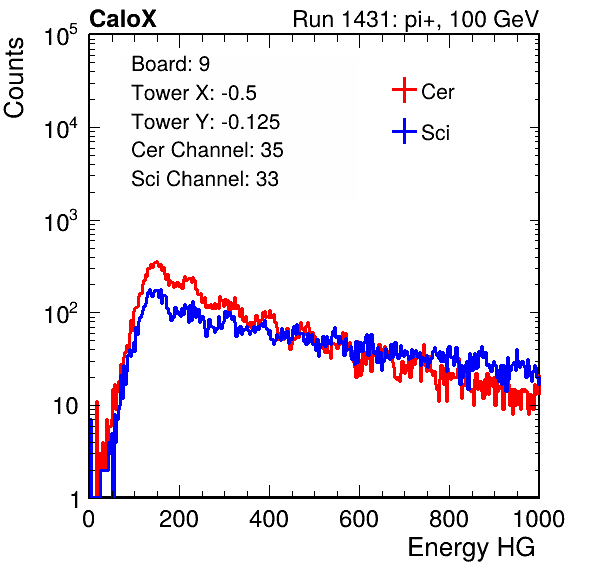 CaloX Run 1431: pi+, 100 GeV
Counts
Board: 9
Tower X: -0.5
Tower Y: -0.125
Cer Channel: 35
Sci Channel: 33
Cer
Sci
10^5
10^4
10^3
10^2
10
1
0 200 400 600 800 1000
Energy HG